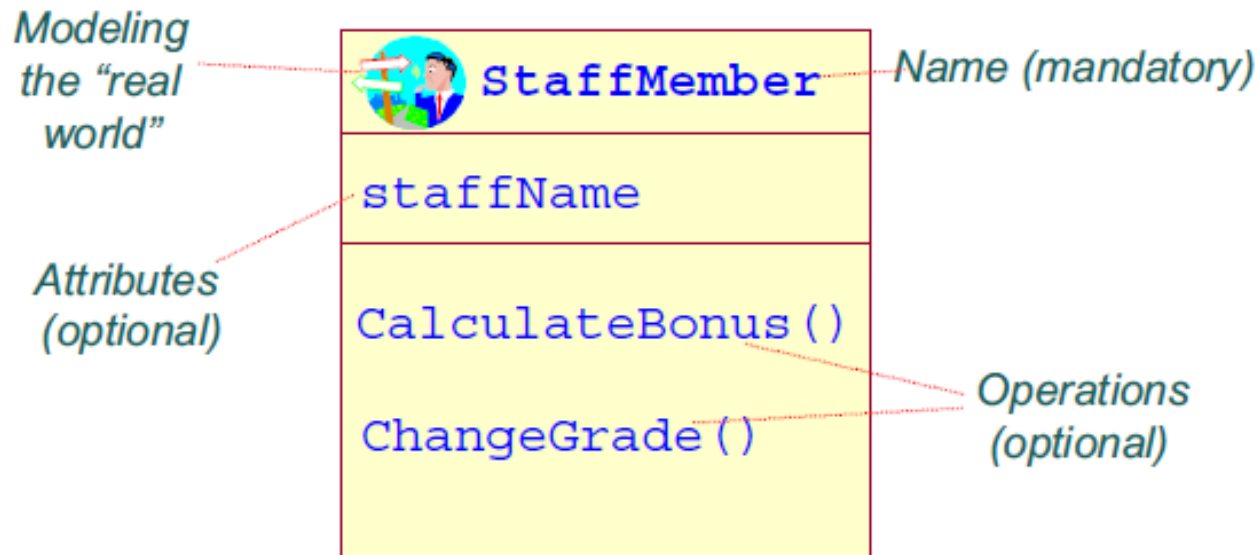 Modeling
the “real
world”
StaffMember
Name (mandatory)
staffName
Attributes
(optional)
CalculateBonus()
ChangeGrade()
Operations
(optional)